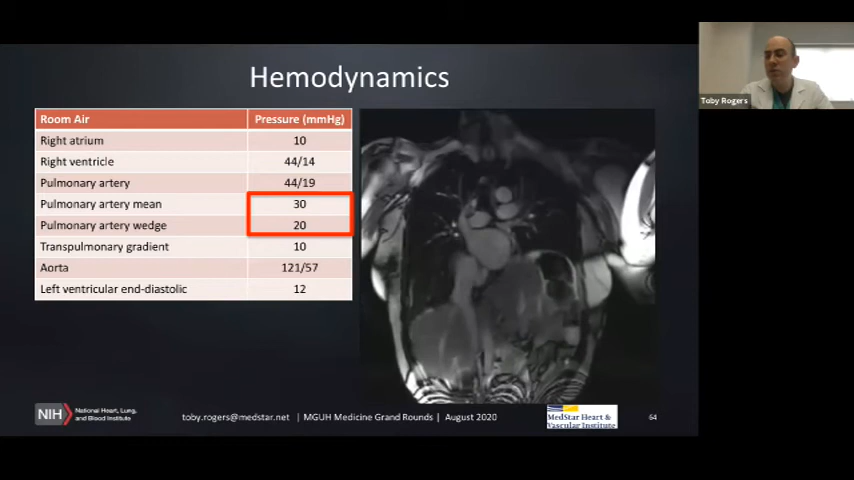 Hemodynamics
Room Air Pressure (mmHg)
Right atrium 10
Right ventricle 44/14
Pulmonary artery 44/19
Pulmonary artery mean 30
Pulmonary artery wedge 20
Transpulmonary gradient 10
Aorta 121/57
Left ventricular end-diastolic 12
Toby Rogers
NIH National Heart, Lung,
and Blood Institute
toby.rogers@medstar.net | MGUH Medicine Grand Rounds | August 2020
MedStar Heart &
Vascular Institute
64